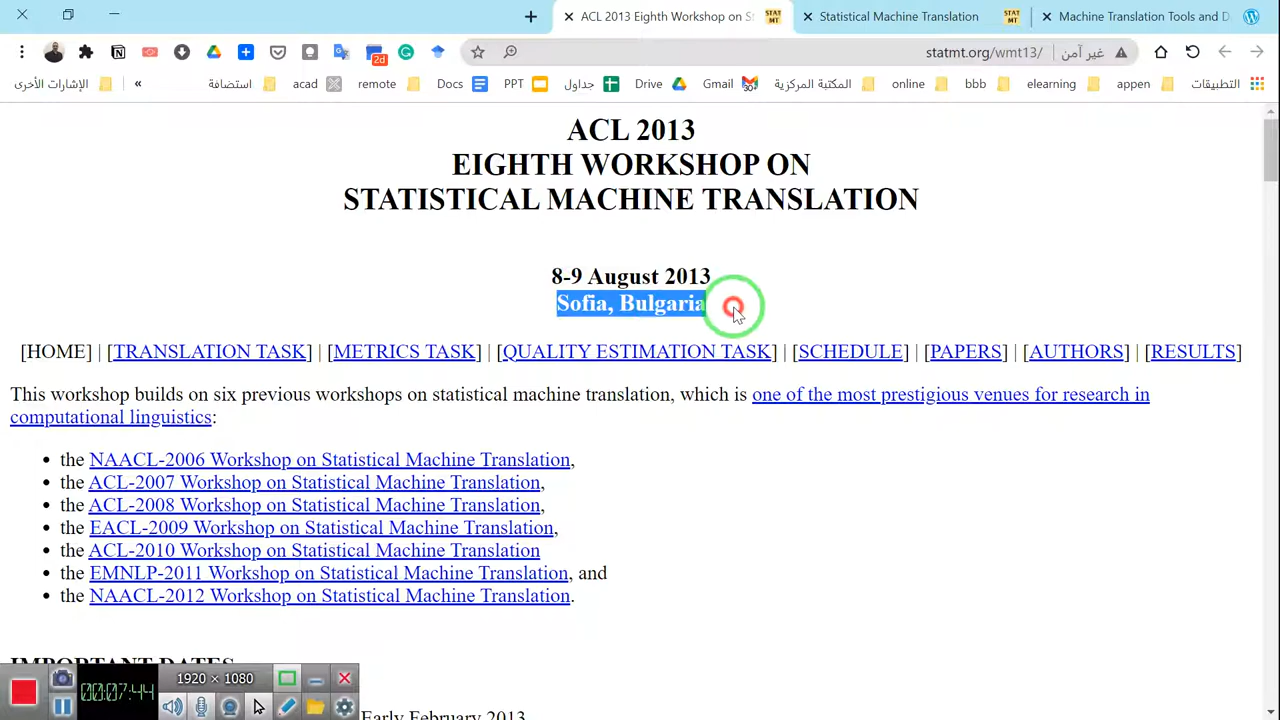 ACL 2013 Eighth Workshop on S
STAT MT
Statistical Machine Translation
STAT MT
Machine Translation Tools and D
2d
statmt.org/wmt13/
الإشارات الأخرى
«
استضافة
acad
remote
Docs
PPT
جداول
Drive
Gmail
المكتبة المركزية
online
bbb
elearning
appen
التطبيقات
ACL 2013
EIGHTH WORKSHOP ON
STATISTICAL MACHINE TRANSLATION
8-9 August 2013
Sofia, Bulgaria
[HOME] | [TRANSLATION TASK] | [METRICS TASK] | [QUALITY ESTIMATION TASK] | [SCHEDULE] | [PAPERS] | [AUTHORS] | [RESULTS]
This workshop builds on six previous workshops on statistical machine translation, which is one of the most prestigious venues for research in
computational linguistics:
• the NAACL-2006 Workshop on Statistical Machine Translation,
• the ACL-2007 Workshop on Statistical Machine Translation,
• the ACL-2008 Workshop on Statistical Machine Translation,
• the EACL-2009 Workshop on Statistical Machine Translation,
• the ACL-2010 Workshop on Statistical Machine Translation
• the EMNLP-2011 Workshop on Statistical Machine Translation, and
• the NAACL-2012 Workshop on Statistical Machine Translation.
IMPORTANT DATES
1920 × 1080
00:07:44
Early February 2013